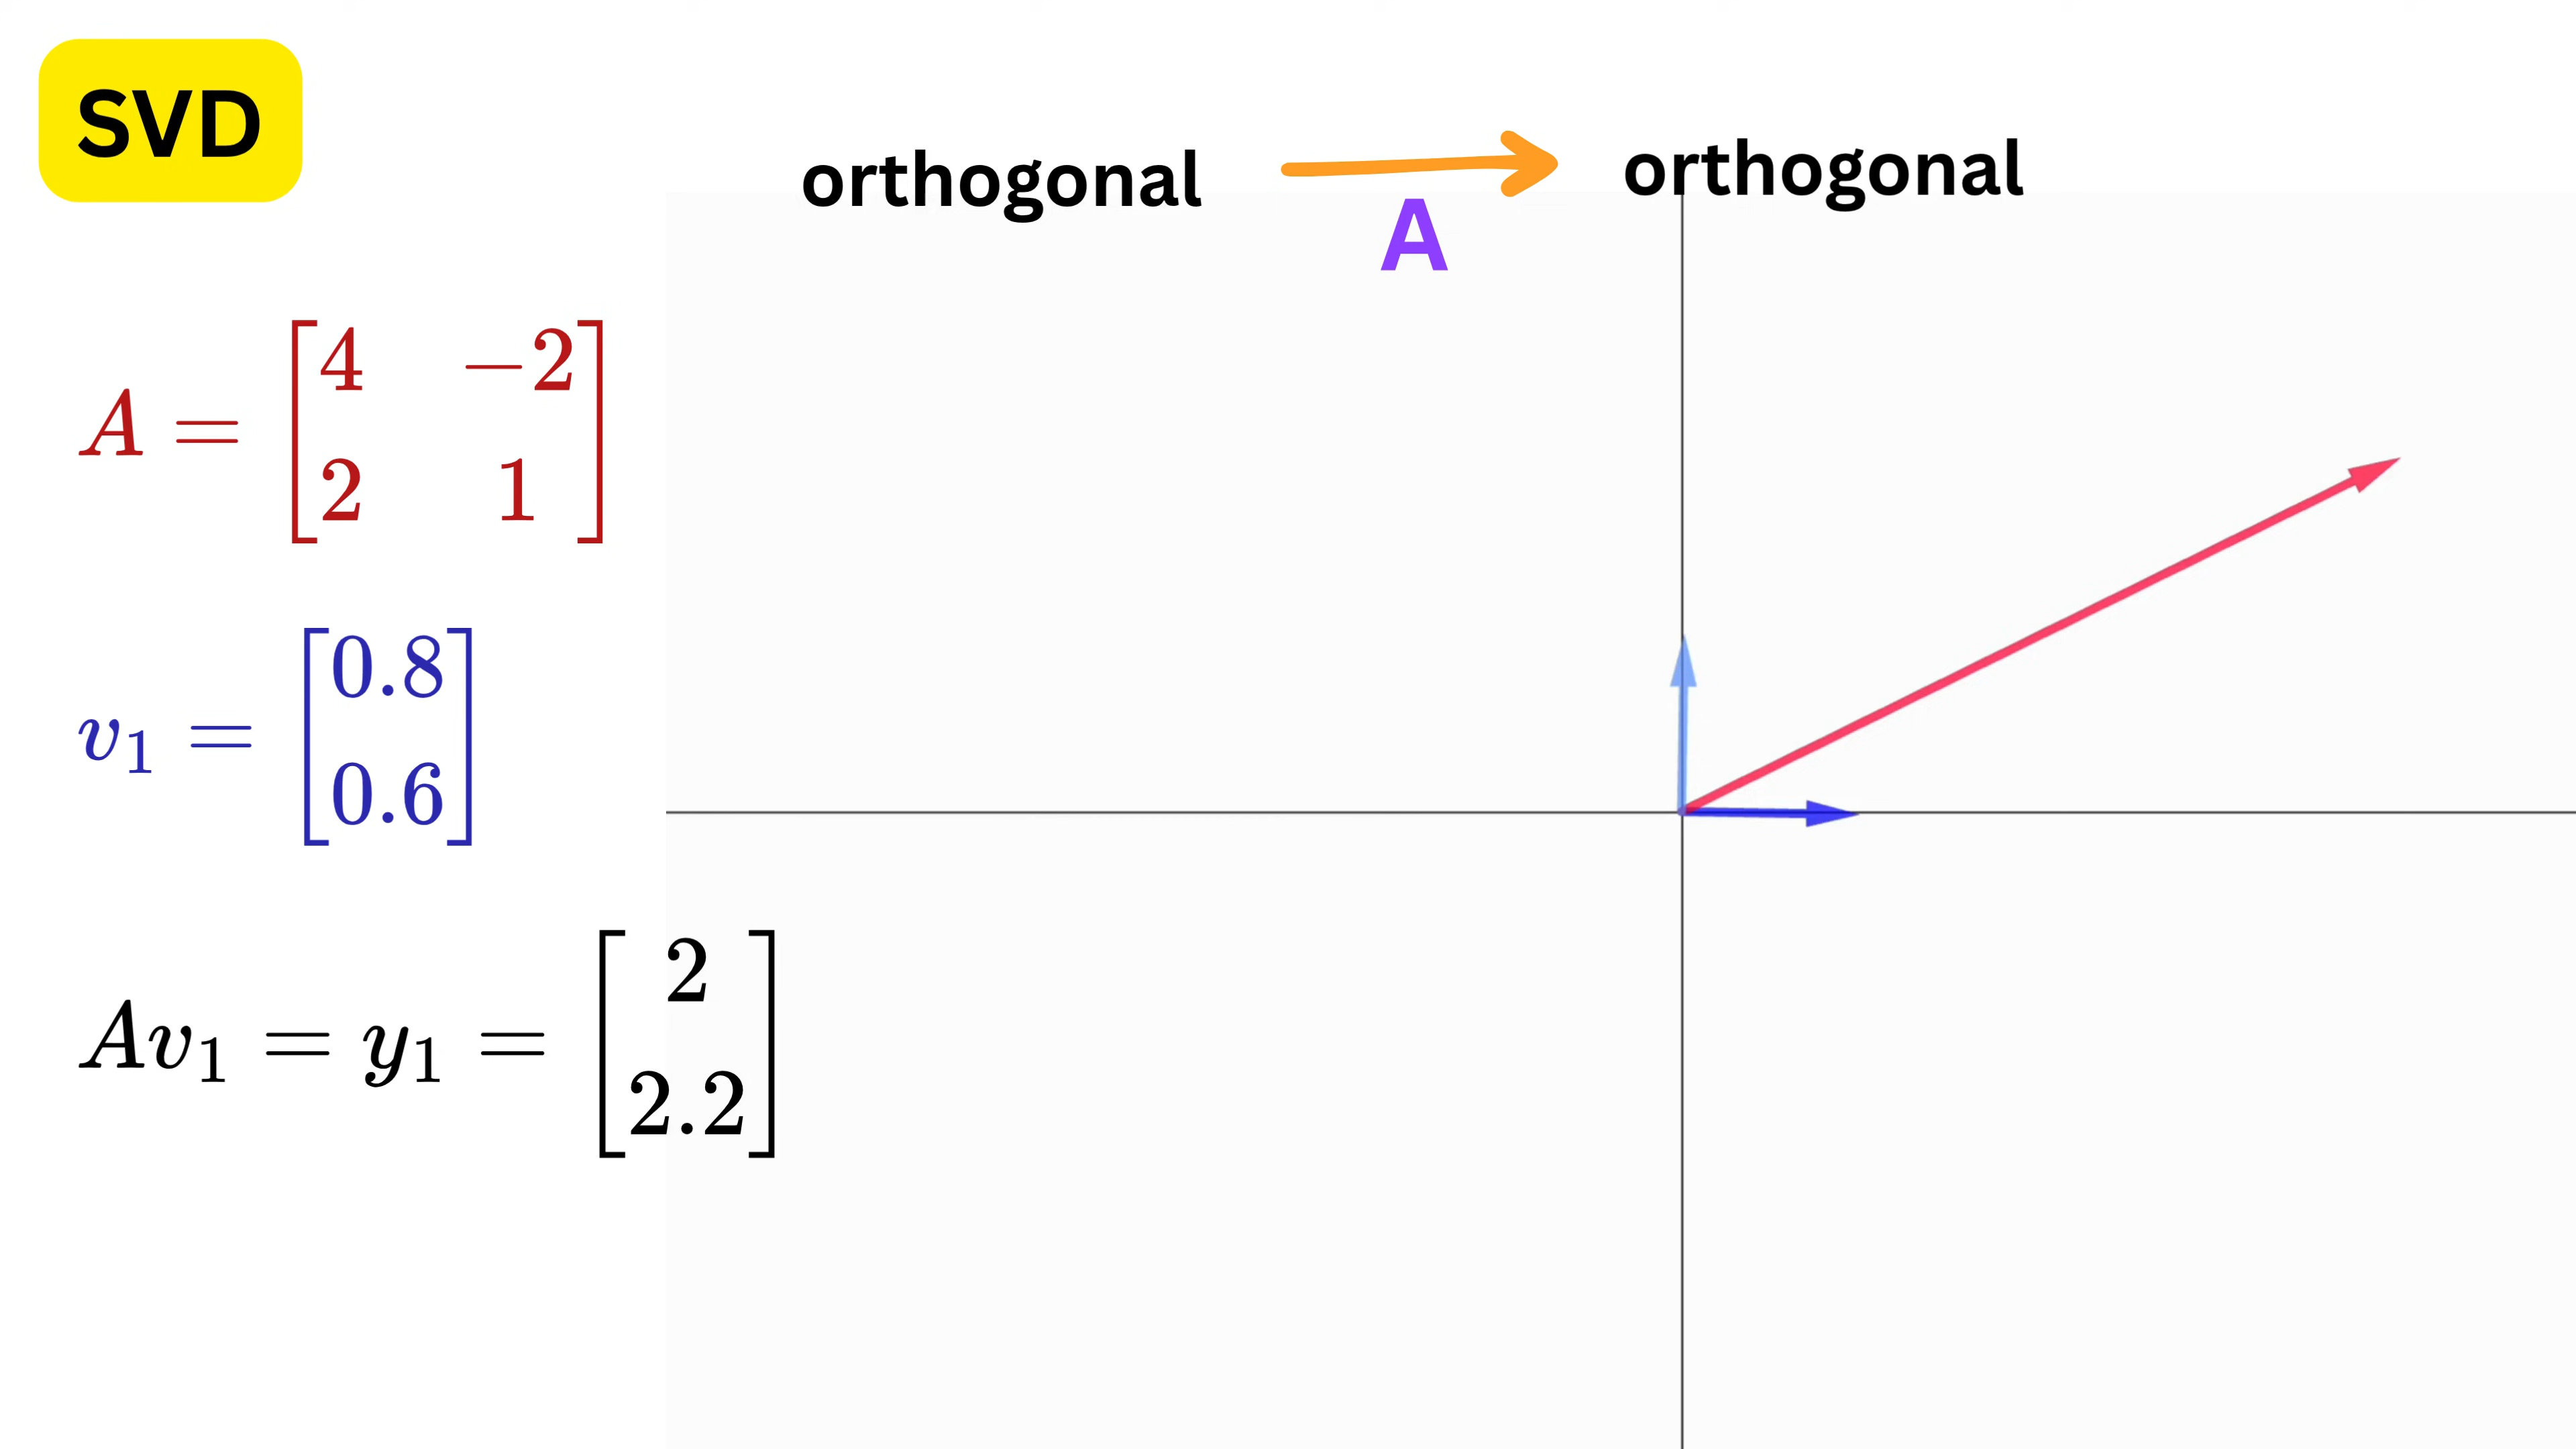 SVD
orthogonal → orthogonal
A
A = [4 −2; 2 1]
v₁ = [0.8; 0.6]
Av₁ = y₁ = [2; 2.2]